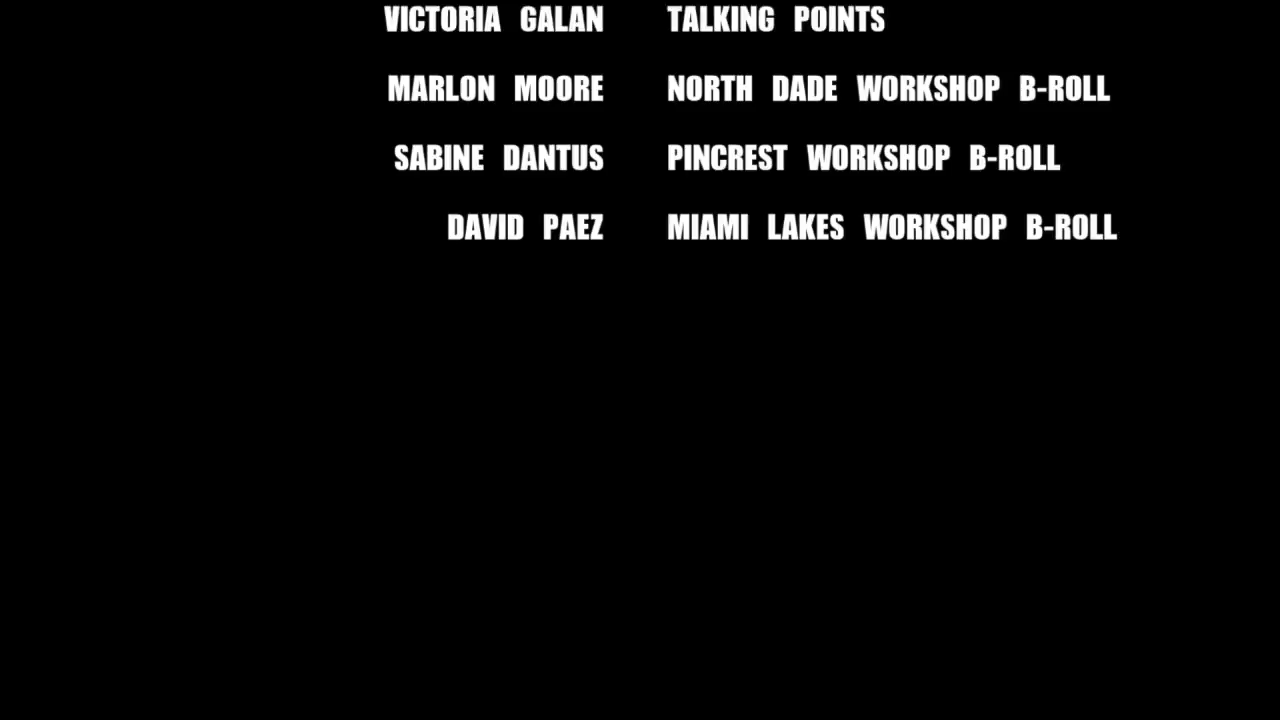 VICTORIA GALAN TALKING POINTS
MARLON MOORE NORTH DADE WORKSHOP B-ROLL
SABINE DANTUS PINCREST WORKSHOP B-ROLL
DAVID PAEZ MIAMI LAKES WORKSHOP B-ROLL